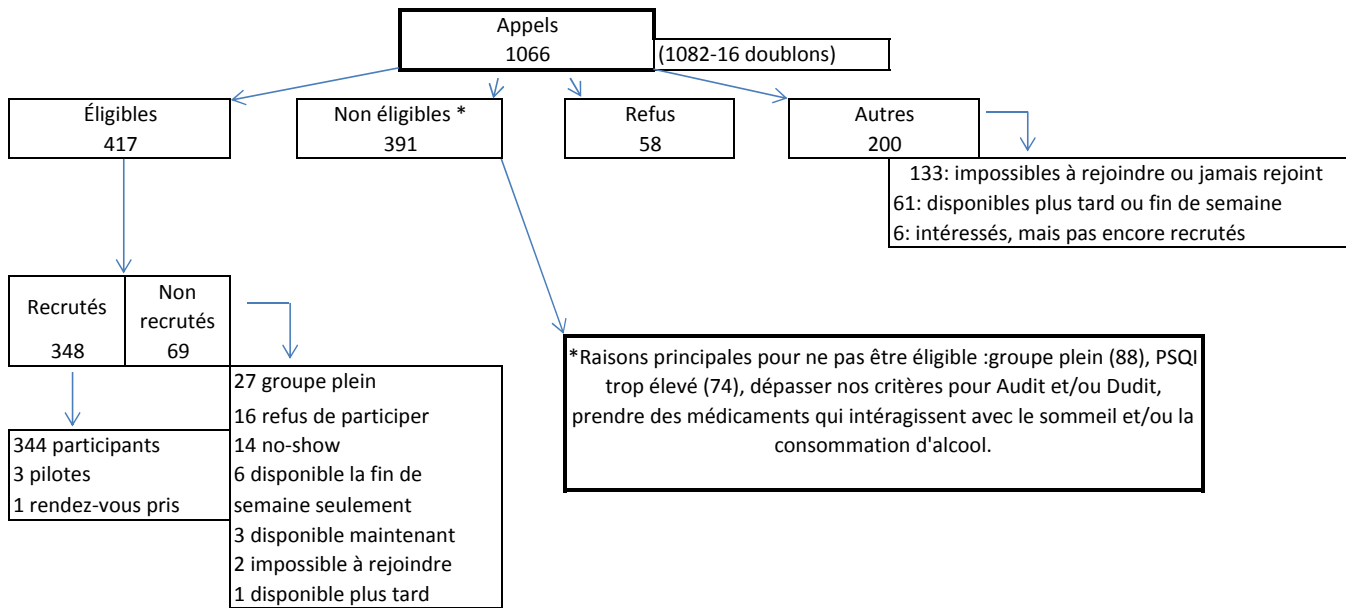 Appels
1066
(1082-16 doublons)
Éligibles
417
Non éligibles *
391
Refus
58
Autres
200
133: impossibles à rejoindre ou jamais rejoint
61: disponibles plus tard ou fin de semaine
6: intéressés, mais pas encore recrutés
Recrutés
348
Non
recrutés
69
27 groupe plein
16 refus de participer
14 no-show
6 disponible la fin de
semaine seulement
3 disponible maintenant
2 impossible à rejoindre
1 disponible plus tard
344 participants
3 pilotes
1 rendez-vous pris
*Raisons principales pour ne pas être éligible :groupe plein (88), PSQI
trop élevé (74), dépasser nos critères pour Audit et/ou Dudit,
prendre des médicaments qui intéragissent avec le sommeil et/ou la
consommation d'alcool.